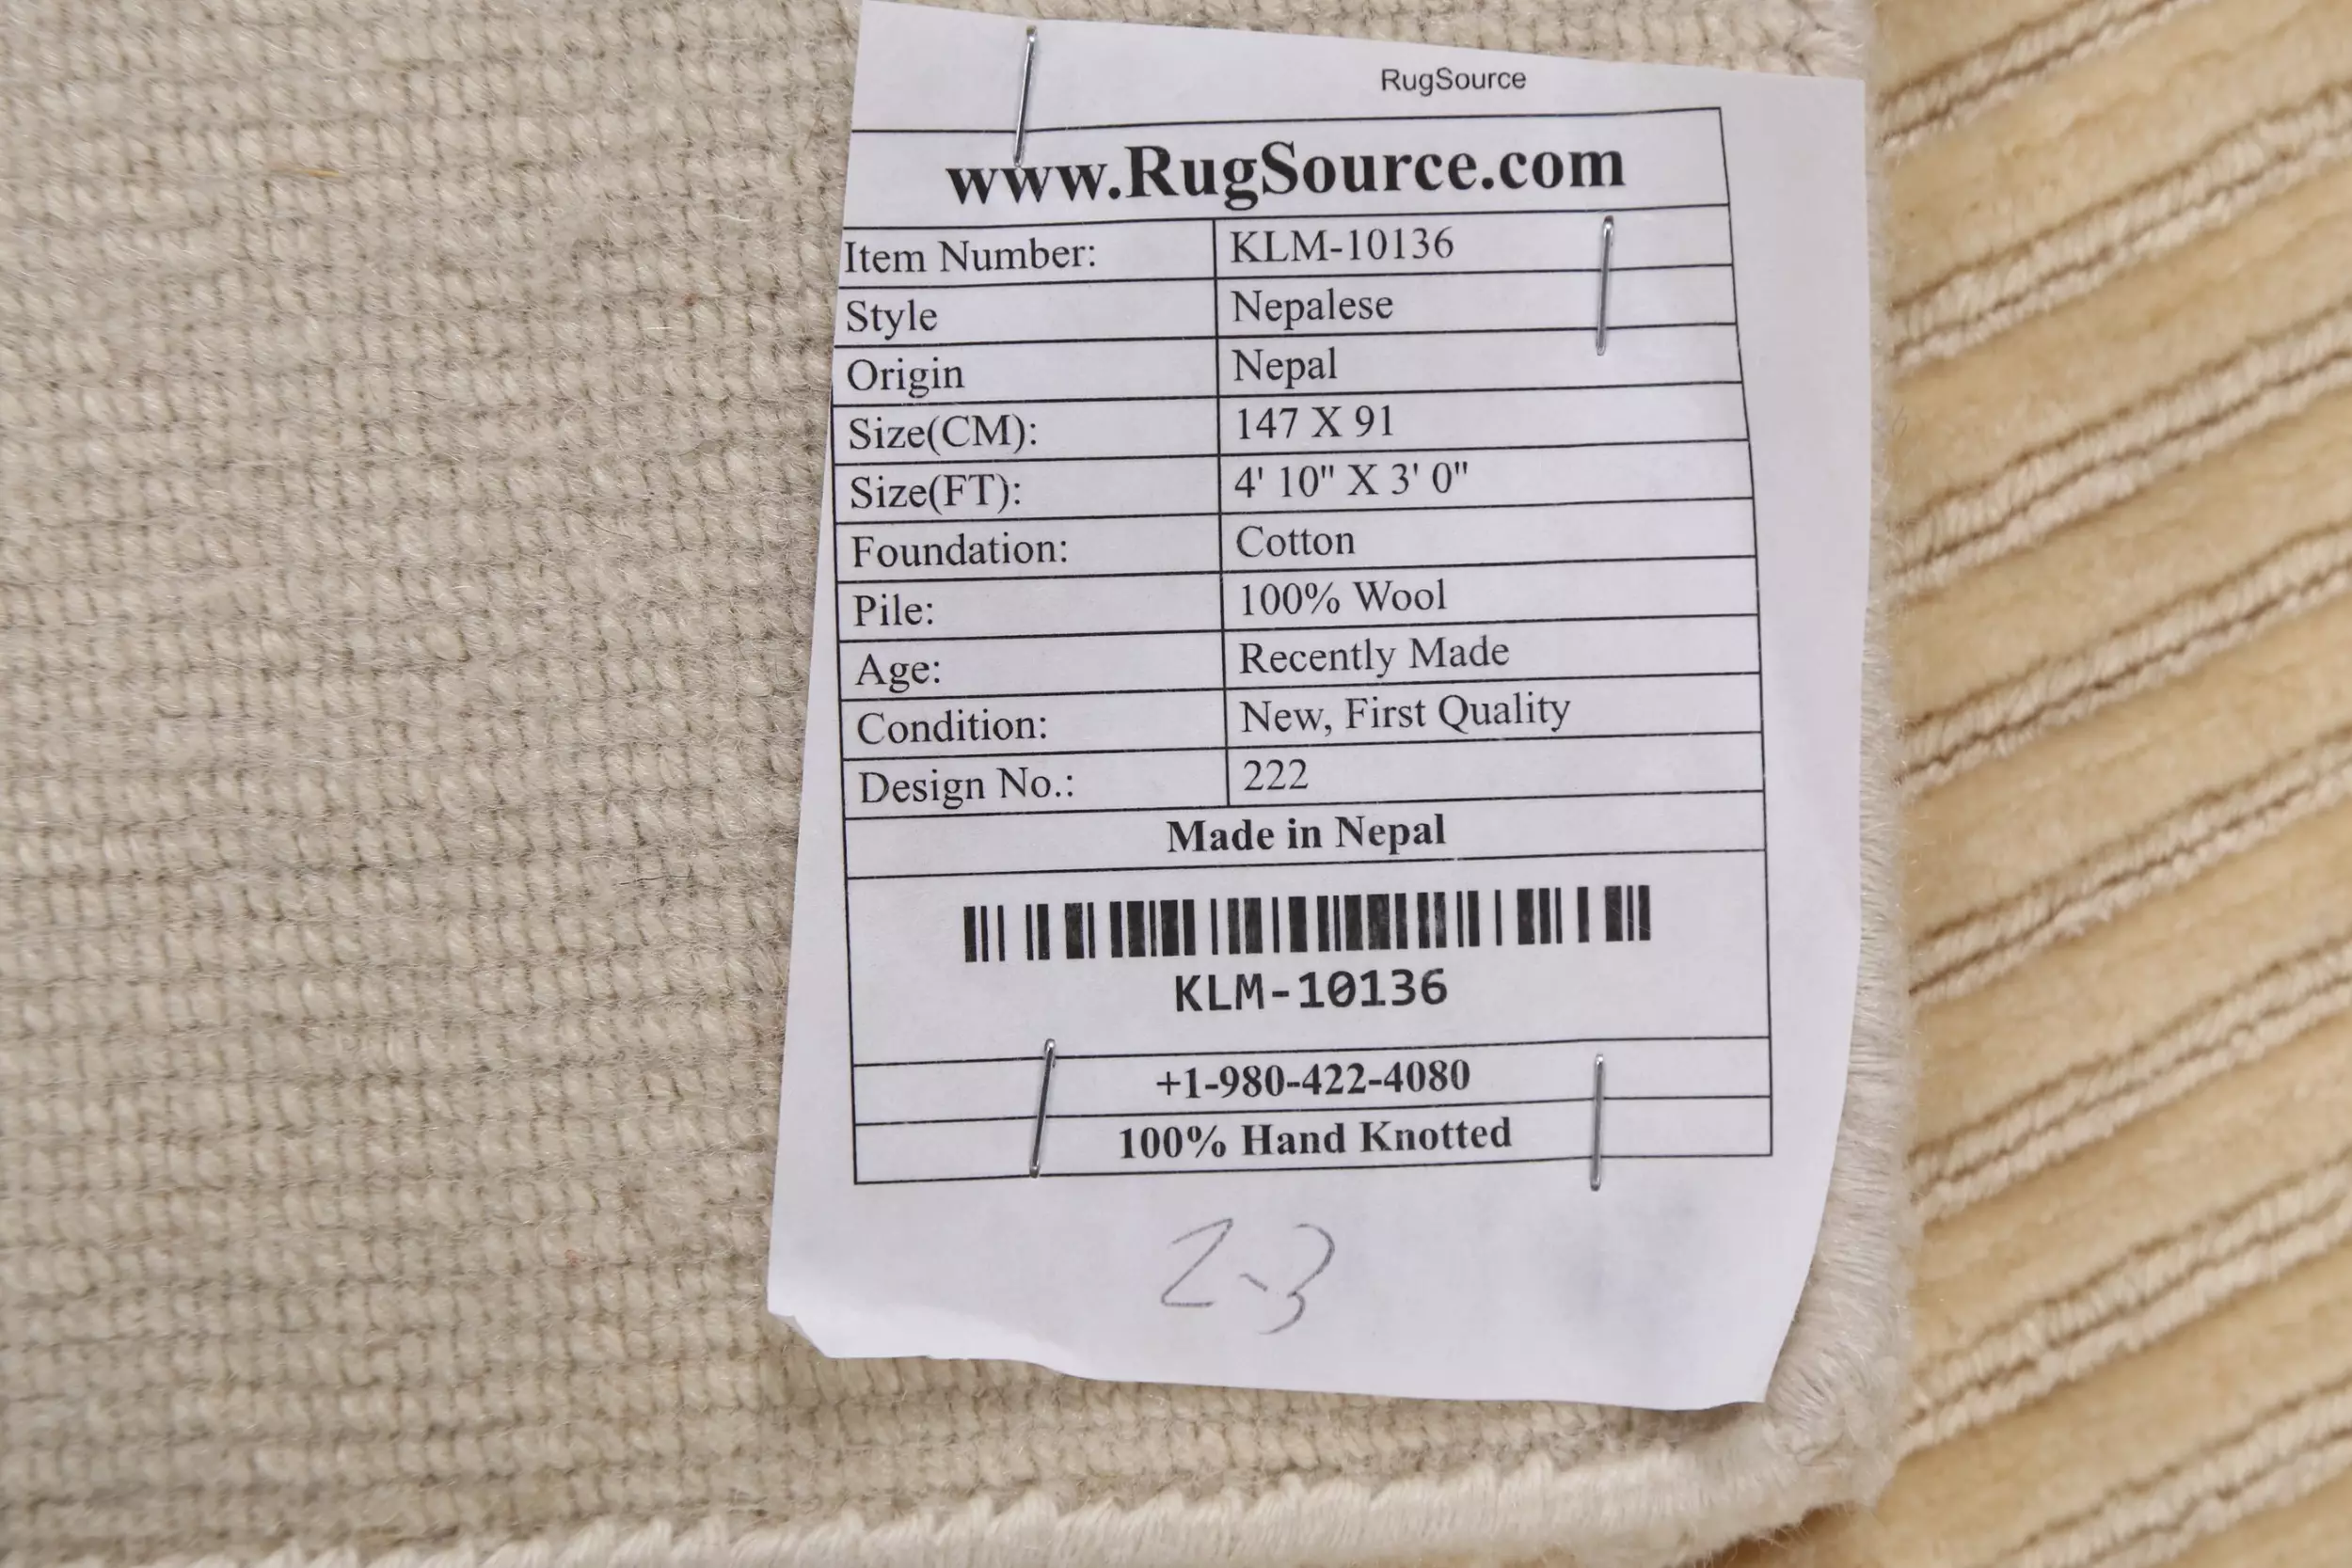 RugSource
www.RugSource.com
Item Number: KLM-10136
Style Nepalese
Origin Nepal
Size(CM): 147 X 91
Size(FT): 4' 10" X 3' 0"
Foundation: Cotton
Pile: 100% Wool
Age: Recently Made
Condition: New, First Quality
Design No.: 222
Made in Nepal
KLM-10136
+1-980-422-4080
100% Hand Knotted
2-3